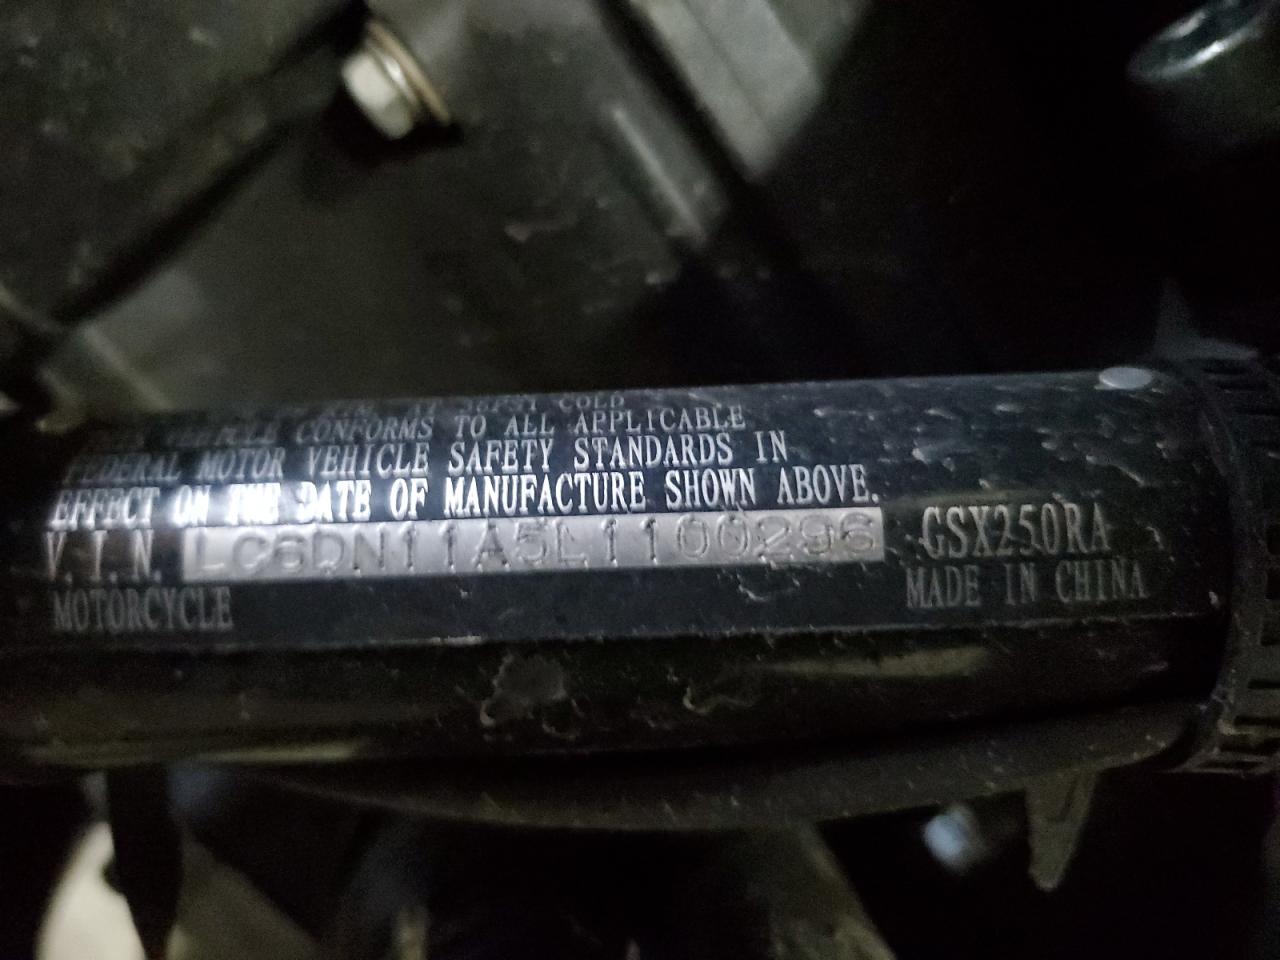 COLD
VEHICLE CONFORMS TO ALL APPLICABLE
FEDERAL MOTOR VEHICLE SAFETY STANDARDS IN
EFFECT ON THE DATE OF MANUFACTURE SHOWN ABOVE.
V.I.N. LC6DN11A5L1100296 GSX250RA
MOTORCYCLE MADE IN CHINA